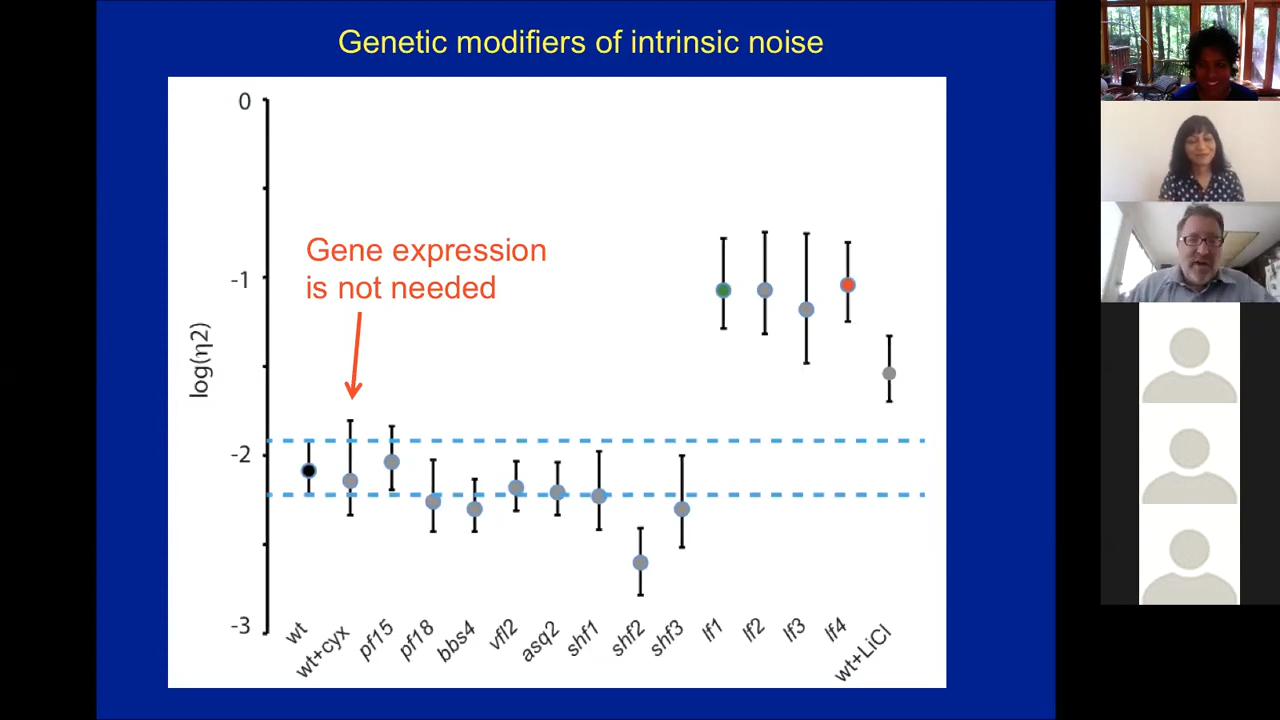 Genetic modifiers of intrinsic noise
0
-1
-2
-3
log(η2)
Gene expression
is not needed
wt
wt+cyx
pf15
pf18
bbs4
vfl2
asq2
shf1
shf2
shf3
lf1
lf2
lf3
lf4
wt+LiCl